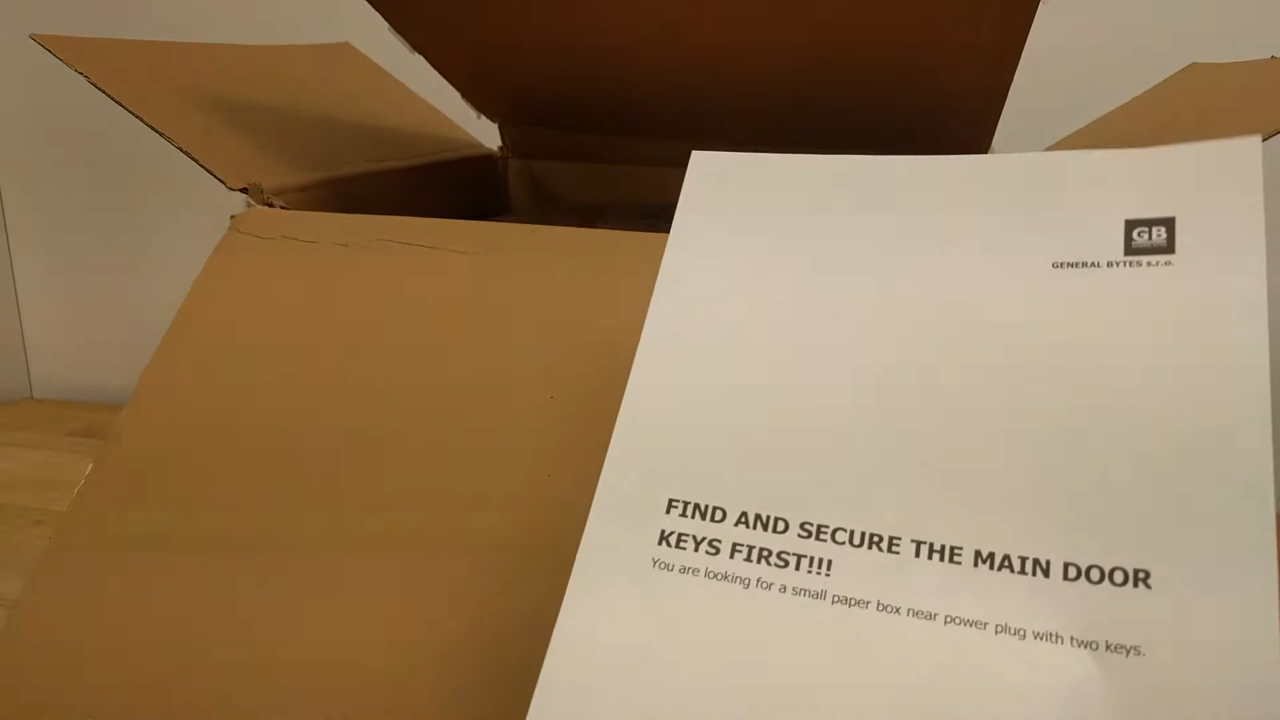 GB
GENERAL BYTES s.r.o.
FIND AND SECURE THE MAIN DOOR
KEYS FIRST!!!
You are looking for a small paper box near power plug with two keys.